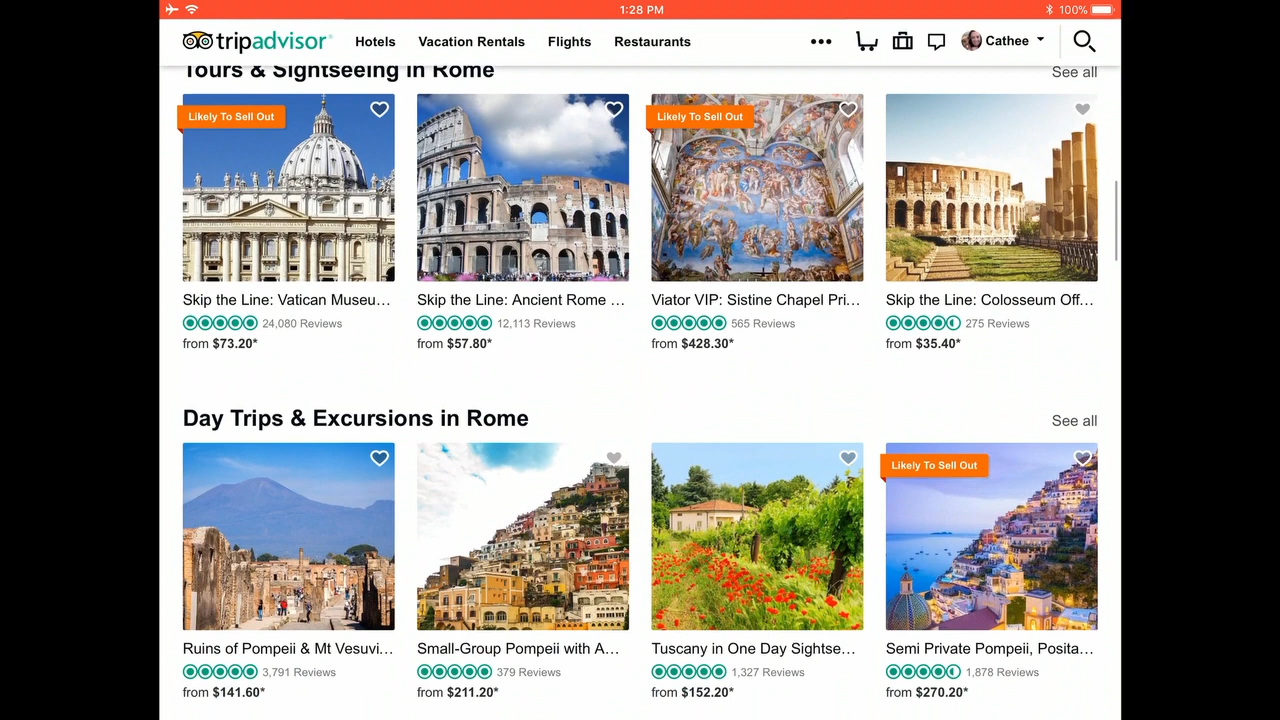 1:28 PM
100%
tripadvisor
Hotels
Vacation Rentals
Flights
Restaurants
Cathee
Tours & Sightseeing in Rome
See all
Likely To Sell Out
Likely To Sell Out
Skip the Line: Vatican Museu…
Skip the Line: Ancient Rome …
Viator VIP: Sistine Chapel Pri…
Skip the Line: Colosseum Off…
24,080 Reviews
12,113 Reviews
565 Reviews
275 Reviews
from $73.20*
from $57.80*
from $428.30*
from $35.40*
Day Trips & Excursions in Rome
See all
Likely To Sell Out
Ruins of Pompeii & Mt Vesuvi…
Small-Group Pompeii with A…
Tuscany in One Day Sightse…
Semi Private Pompeii, Posita…
3,791 Reviews
379 Reviews
1,327 Reviews
1,878 Reviews
from $141.60*
from $211.20*
from $152.20*
from $270.20*